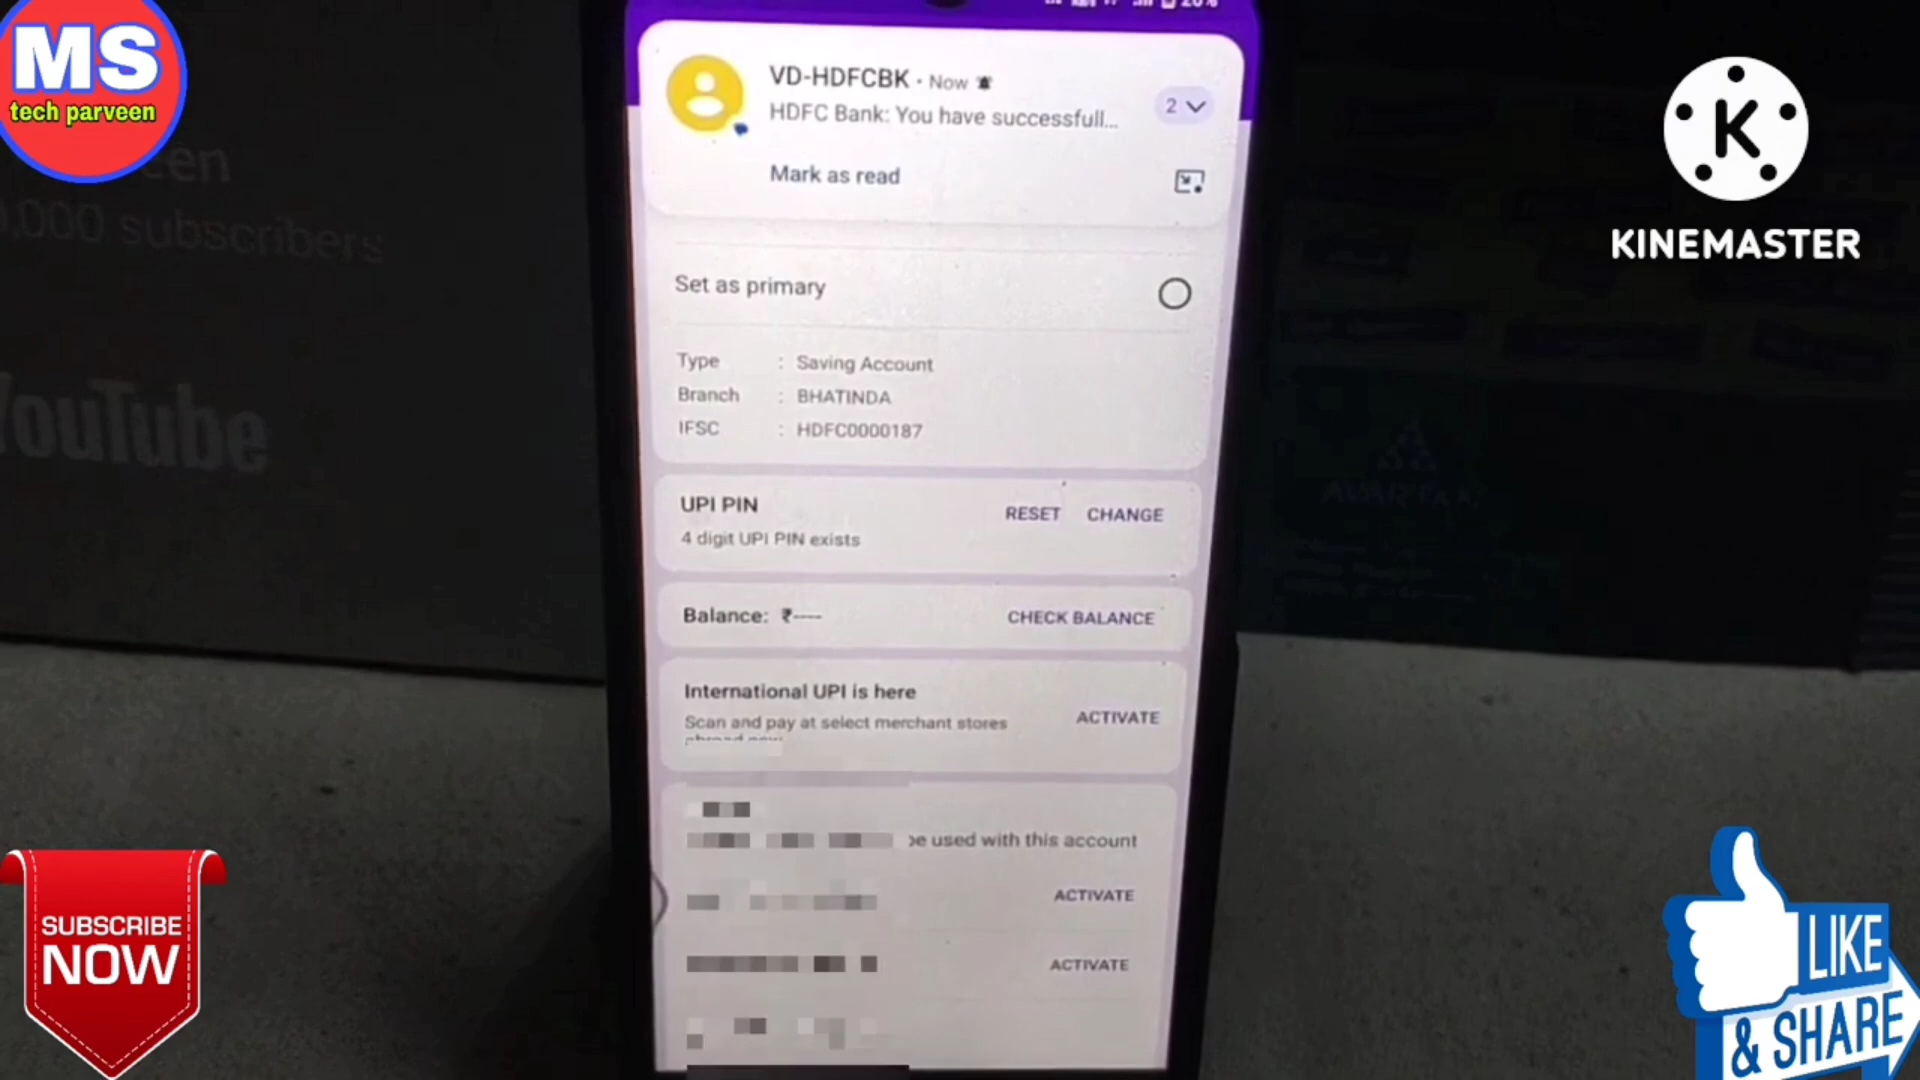 MS
tech parveen
een
,000 subscribers
YouTube
VD-HDFCBK • Now
HDFC Bank: You have successfull...
2
Mark as read
Set as primary
Type : Saving Account
Branch : BHATINDA
IFSC : HDFC0000187
UPI PIN
4 digit UPI PIN exists
RESET CHANGE
Balance: ₹----
CHECK BALANCE
International UPI is here
Scan and pay at select merchant stores
ACTIVATE
be used with this account
ACTIVATE
ACTIVATE
K
KINEMASTER
SUBSCRIBE
NOW
LIKE
& SHARE